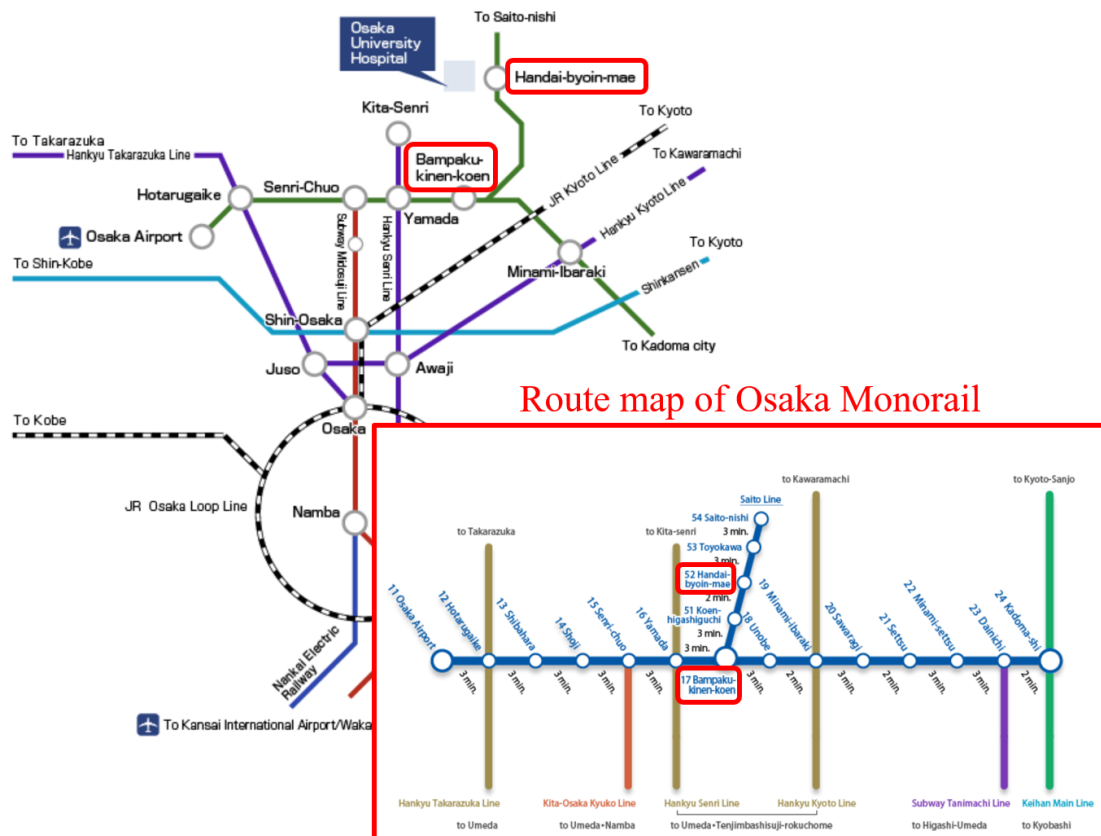 To Saito-nishi
Osaka
University
Hospital
Handai-byoin-mae
Kita-Senri
To Kyoto
To Takarazuka
Hankyu Takarazuka Line
Bampaku-
kinen-koen
JR Kyoto Line
To Kawaramachi
Hotarugaike
Senri-Chuo
Yamada
Hankyu Kyoto Line
Osaka Airport
Subway Midosuji Line
Hankyu Senri Line
To Kyoto
To Shin-Kobe
Minami-Ibaraki
Shinkansen
Shin-Osaka
To Kadoma city
Juso
Awaji
Route map of Osaka Monorail
To Kobe
Osaka
JR Osaka Loop Line
Namba
Nankai Electric
Railway
To Kansai International Airport/Waka
to Kawaramachi
to Kyoto-Sanjo
Saito Line
54 Saito-nishi
3 min.
to Takarazuka
to Kita-senri
53 Toyokawa
3 min.
52 Handai-
byoin-mae
2 min.
51 Koen-
higashiguchi
3 min.
3 min.
11 Osaka Airport
12 Hotarugaike
13 Shibahara
14 Shoji
15 Senri-chuo
16 Yamada
18 Unobe
19 Minami-ibaraki
20 Sawaragi
21 Settsu
22 Minami-settsu
23 Dainichi
24 Kadoma-shi
17 Bampaku-
kinen-koen
3 min.
3 min.
3 min.
3 min.
3 min.
3 min.
2 min.
3 min.
2 min.
3 min.
3 min.
2 min.
Hankyu Takarazuka Line
Kita-Osaka Kyuko Line
Hankyu Senri Line
Hankyu Kyoto Line
Subway Tanimachi Line
Keihan Main Line
to Umeda
to Umeda•Namba
to Umeda•Tenjimbashisuji-rokuchome
to Higashi-Umeda
to Kyobashi